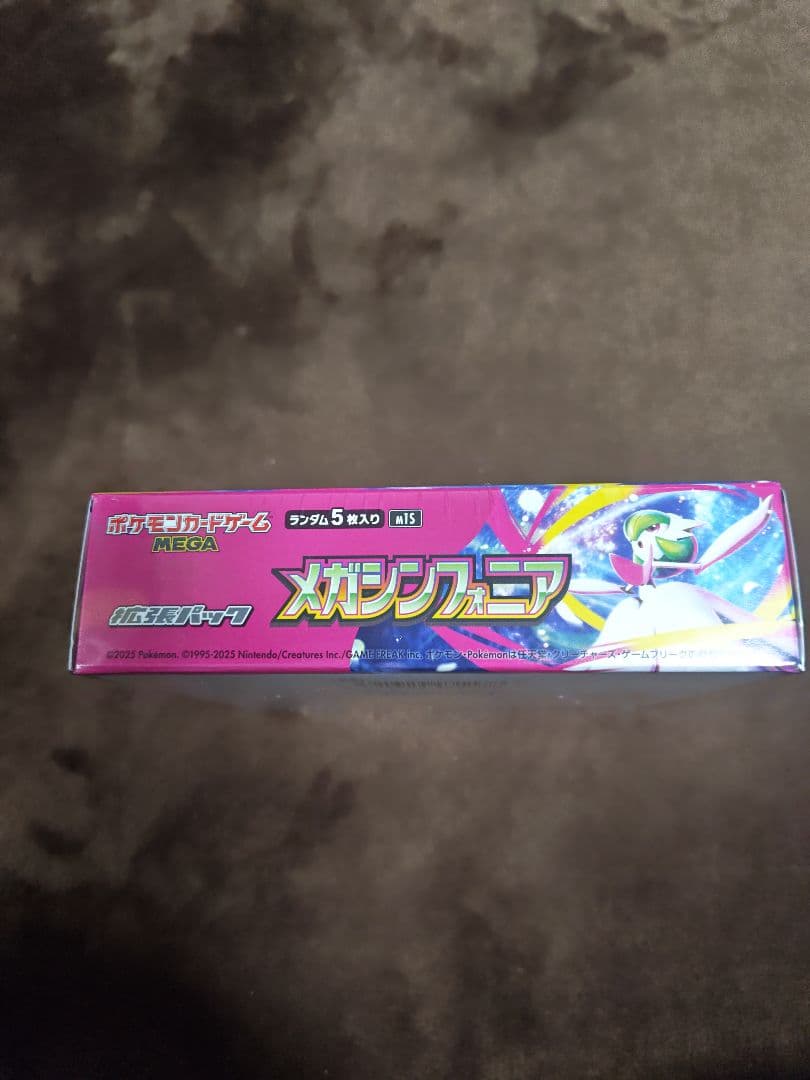 ポケモンカードゲーム
MEGA
ランダム5枚入り
m1S
拡張パック
メガシンフォニア
©2025 Pokémon. ©1995-2025 Nintendo/Creatures Inc./GAME FREAK inc. ポケモン・Pokémonは任天堂・クリーチャーズ・ゲームフリークの